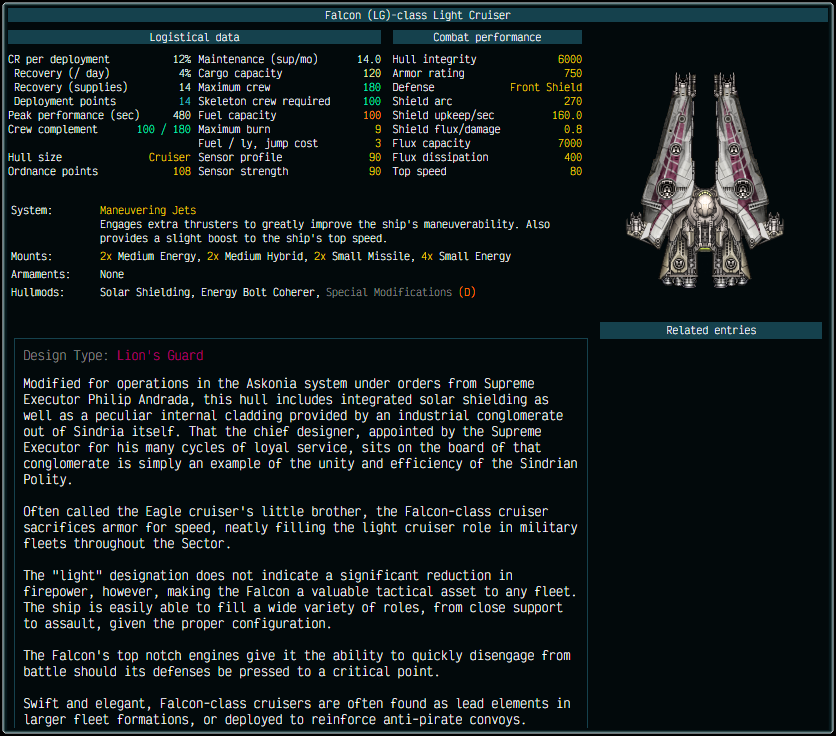 Falcon (LG)-class Light Cruiser
Logistical data
Combat performance
CR per deployment 12% Maintenance (sup/mo) 14.0 Hull integrity 6000
Recovery (/ day) 4% Cargo capacity 120 Armor rating 750
Recovery (supplies) 14 Maximum crew 180 Defense Front Shield
Deployment points 14 Skeleton crew required 100 Shield arc 270
Peak performance (sec) 480 Fuel capacity 100 Shield upkeep/sec 160.0
Crew complement 100 / 180 Maximum burn 9 Shield flux/damage 0.8
Fuel / ly, jump cost 3 Flux capacity 7000
Hull size Cruiser Sensor profile 90 Flux dissipation 400
Ordnance points 108 Sensor strength 90 Top speed 80
System: Maneuvering Jets
Engages extra thrusters to greatly improve the ship's maneuverability. Also
provides a slight boost to the ship's top speed.
Mounts: 2x Medium Energy, 2x Medium Hybrid, 2x Small Missile, 4x Small Energy
Armaments: None
Hullmods: Solar Shielding, Energy Bolt Coherer, Special Modifications (D)
Related entries
Design Type: Lion's Guard
Modified for operations in the Askonia system under orders from Supreme
Executor Philip Andrada, this hull includes integrated solar shielding as
well as a peculiar internal cladding provided by an industrial conglomerate
out of Sindria itself. That the chief designer, appointed by the Supreme
Executor for his many cycles of loyal service, sits on the board of that
conglomerate is simply an example of the unity and efficiency of the Sindrian
Polity.
Often called the Eagle cruiser's little brother, the Falcon-class cruiser
sacrifices armor for speed, neatly filling the light cruiser role in military
fleets throughout the Sector.
The "light" designation does not indicate a significant reduction in
firepower, however, making the Falcon a valuable tactical asset to any fleet.
The ship is easily able to fill a wide variety of roles, from close support
to assault, given the proper configuration.
The Falcon's top notch engines give it the ability to quickly disengage from
battle should its defenses be pressed to a critical point.
Swift and elegant, Falcon-class cruisers are often found as lead elements in
larger fleet formations, or deployed to reinforce anti-pirate convoys.